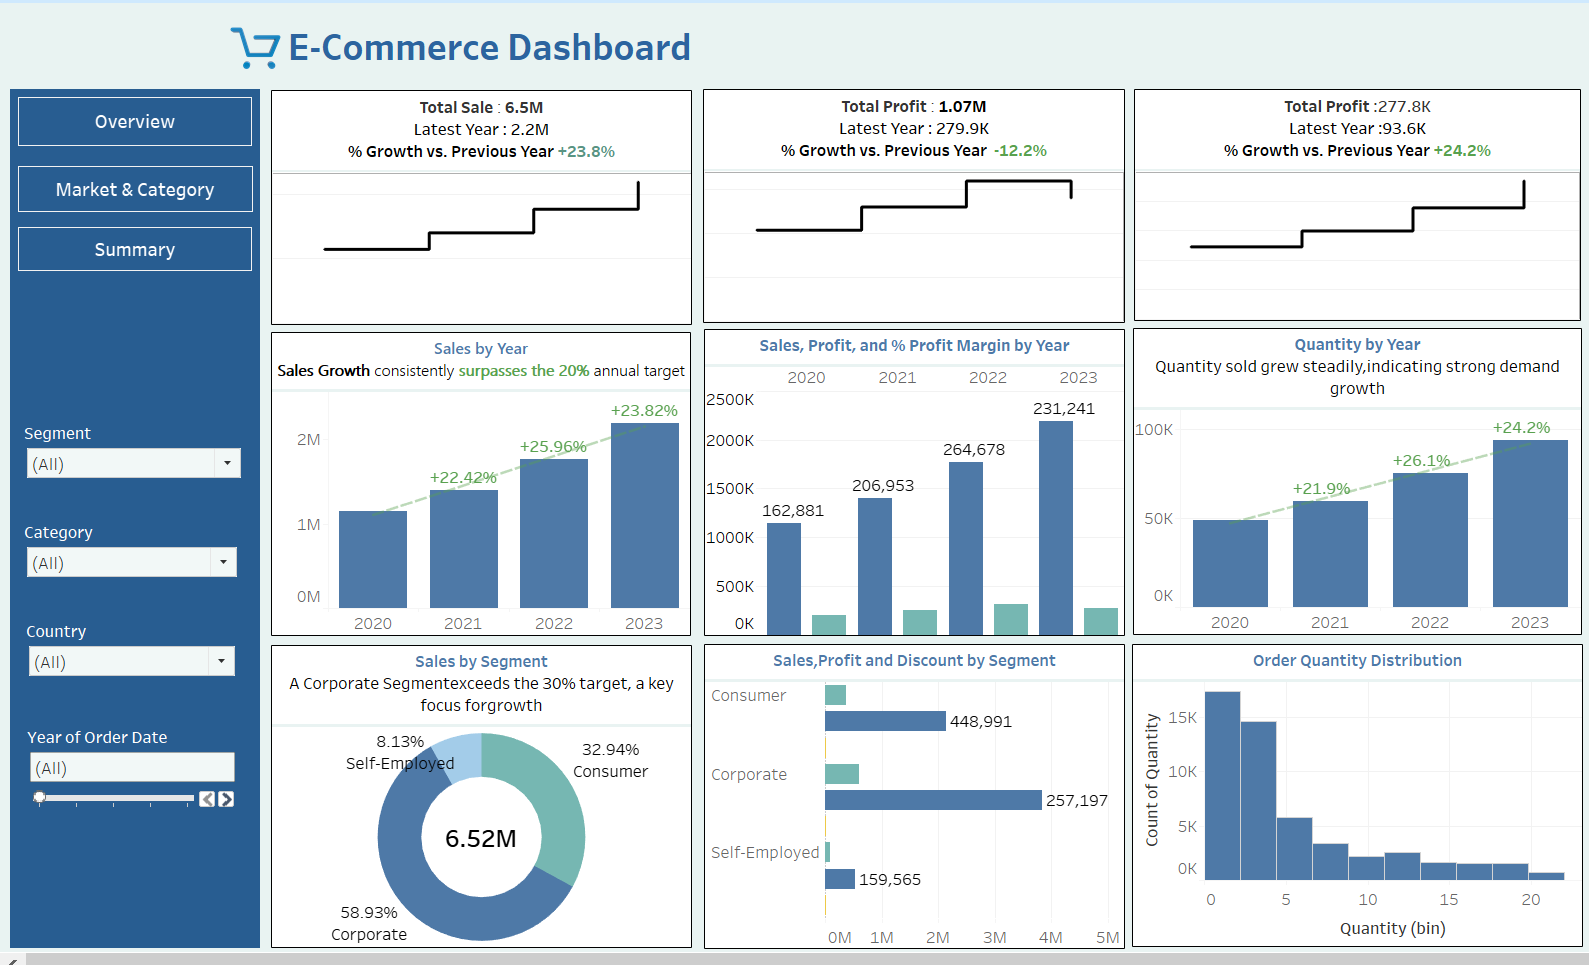 E-Commerce Dashboard
Overview
Market & Category
Summary
Segment
(All)
Category
(All)
Country
(All)
Year of Order Date
(All)
Total Sale : 6.5M
Latest Year : 2.2M
% Growth vs. Previous Year +23.8%
Total Profit : 1.07M
Latest Year : 279.9K
% Growth vs. Previous Year -12.2%
Total Profit :277.8K
Latest Year :93.6K
% Growth vs. Previous Year +24.2%
Sales by Year
Sales Growth consistently surpasses the 20% annual target
+23.82%
+25.96%
+22.42%
2M
1M
0M
2020 2021 2022 2023
Sales, Profit, and % Profit Margin by Year
2020 2021 2022 2023
2500K
2000K
1500K
1000K
500K
0K
162,881
206,953
264,678
231,241
Quantity by Year
Quantity sold grew steadily,indicating strong demand
growth
100K
50K
0K
+21.9%
+26.1%
+24.2%
2020 2021 2022 2023
Sales by Segment
A Corporate Segmentexceeds the 30% target, a key
focus forgrowth
8.13%
Self-Employed
32.94%
Consumer
6.52M
58.93%
Corporate
Sales,Profit and Discount by Segment
Consumer
448,991
Corporate
257,197
Self-Employed
159,565
0M 1M 2M 3M 4M 5M
Order Quantity Distribution
Count of Quantity
15K
10K
5K
0K
0 5 10 15 20
Quantity (bin)